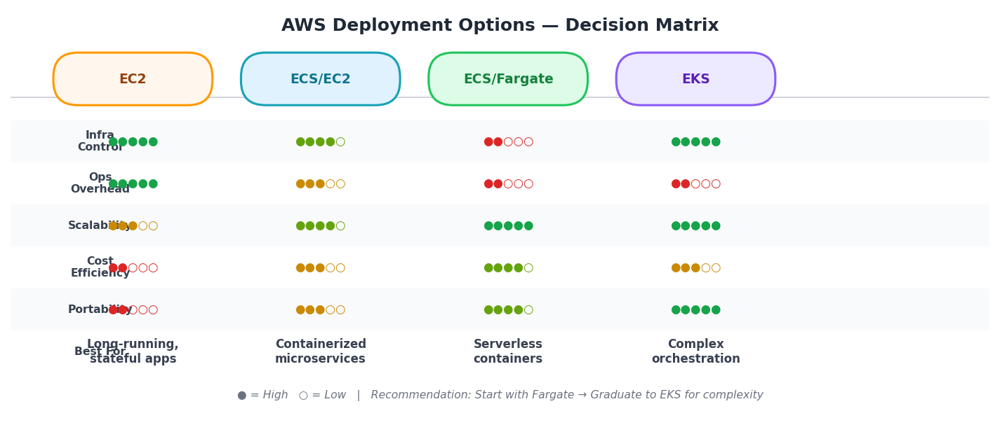 AWS Deployment Options — Decision Matrix
EC2 ECS/EC2 ECS/Fargate EKS
Infra
Control
●●●●● ●●●●○ ●●○○○ ●●●●●
Ops
Overhead
●●●●● ●●●○○ ●●○○○ ●●○○○
Scalability ●●●○○ ●●●●○ ●●●●● ●●●●●
Cost
Efficiency
●●○○○ ●●●○○ ●●●●○ ●●●○○
Portability ●●○○○ ●●●○○ ●●●●○ ●●●●●
Best For
Long-running,
stateful apps
Containerized
microservices
Serverless
containers
Complex
orchestration
● = High ○ = Low | Recommendation: Start with Fargate → Graduate to EKS for complexity